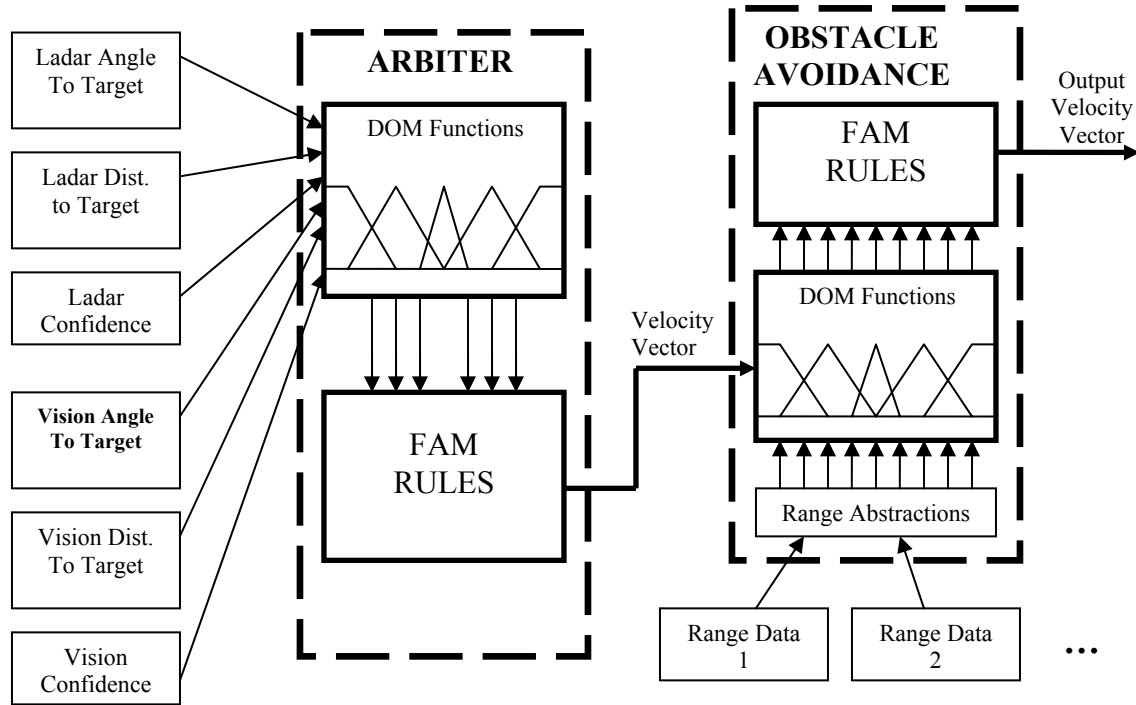 Ladar Angle
To Target
Ladar Dist.
to Target
Ladar
Confidence
Vision Angle
To Target
Vision Dist.
To Target
Vision
Confidence
ARBITER
DOM Functions
FAM
RULES
Velocity
Vector
OBSTACLE
AVOIDANCE
FAM
RULES
DOM Functions
Range Abstractions
Range Data
1
Range Data
2
...
Output
Velocity
Vector